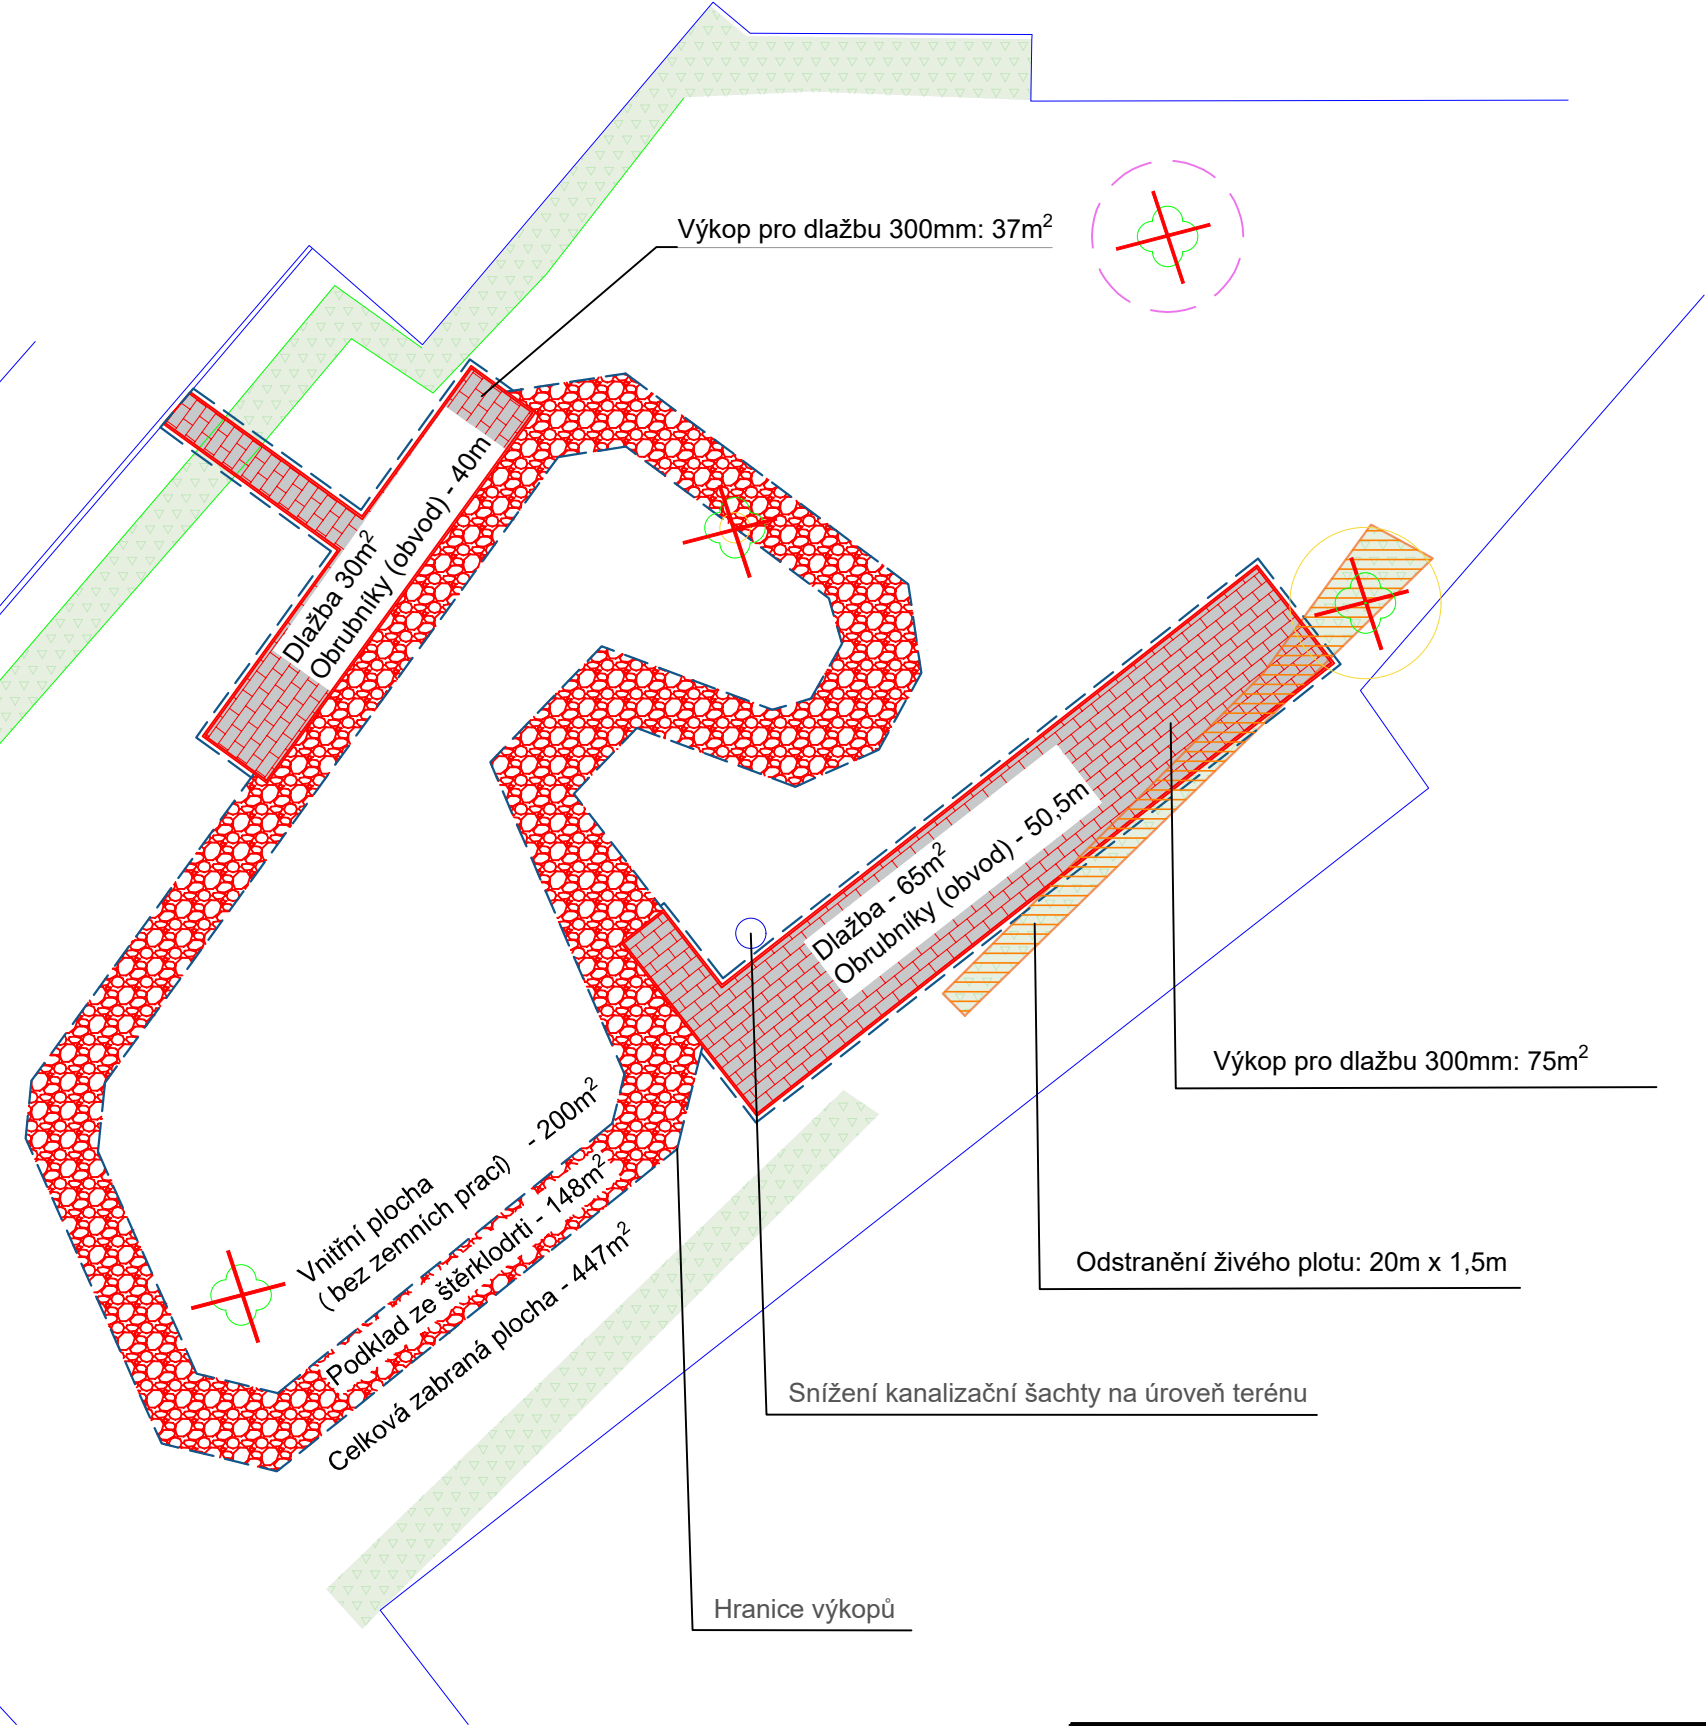 Výkop pro dlažbu 300mm: 37m²
Dlažba 30m²
Obrubníky (obvod) - 40m
Dlažba - 65m²
Obrubníky (obvod) - 50,5m
Výkop pro dlažbu 300mm: 75m²
Vnitřní plocha
( bez zemních prací) - 200m²
Podklad ze štěrklodrti - 148m²
Celková zabraná plocha - 447m²
Odstranění živého plotu: 20m x 1,5m
Snížení kanalizační šachty na úroveň terénu
Hranice výkopů